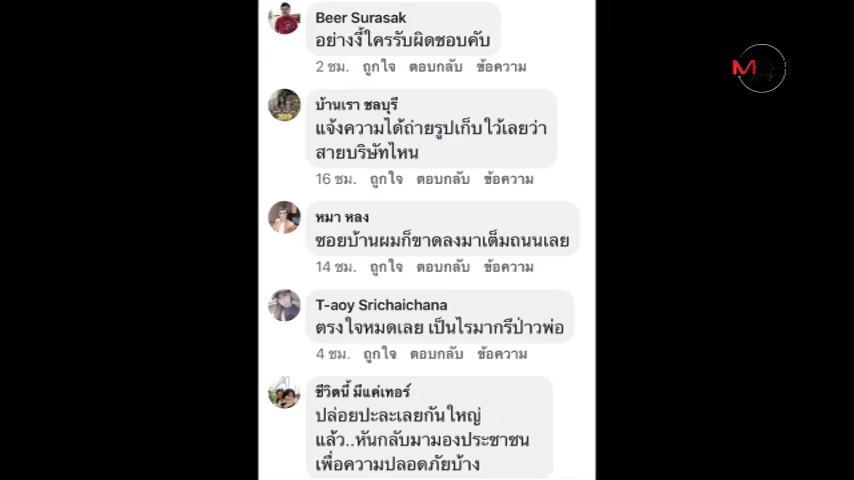 Beer Surasak
อย่างงี้ใครรับผิดชอบคับ
2 ชม. ถูกใจ ตอบกลับ ข้อความ
บ้านเรา ชลบุรี
แจ้งความได้ถ่ายรูปเก็บใว้เลยว่า
สายบริษัทไหน
16 ชม. ถูกใจ ตอบกลับ ข้อความ
หมา หลง
ซอยบ้านผมก็ขาดลงมาเต็มถนนเลย
14 ชม. ถูกใจ ตอบกลับ ข้อความ
T-aoy Srichaichana
ตรงใจหมดเลย เป็นไรมากรึป่าวพ่อ
4 ชม. ถูกใจ ตอบกลับ ข้อความ
ชีวิตนี้ มีแค่เทอร์
ปล่อยปะละเลยกันใหญ่
แล้ว..หันกลับมามองประชาชน
เพื่อความปลอดภัยบ้าง